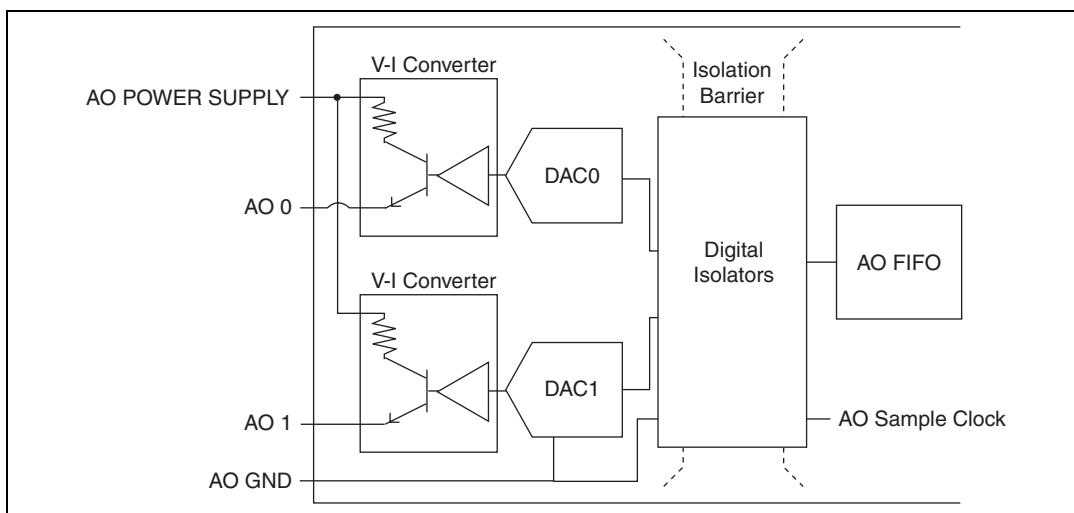 V-I Converter
Isolation
Barrier
AO POWER SUPPLY
DAC0
AO 0
Digital
Isolators
AO FIFO
V-I Converter
DAC1
AO 1
AO Sample Clock
AO GND